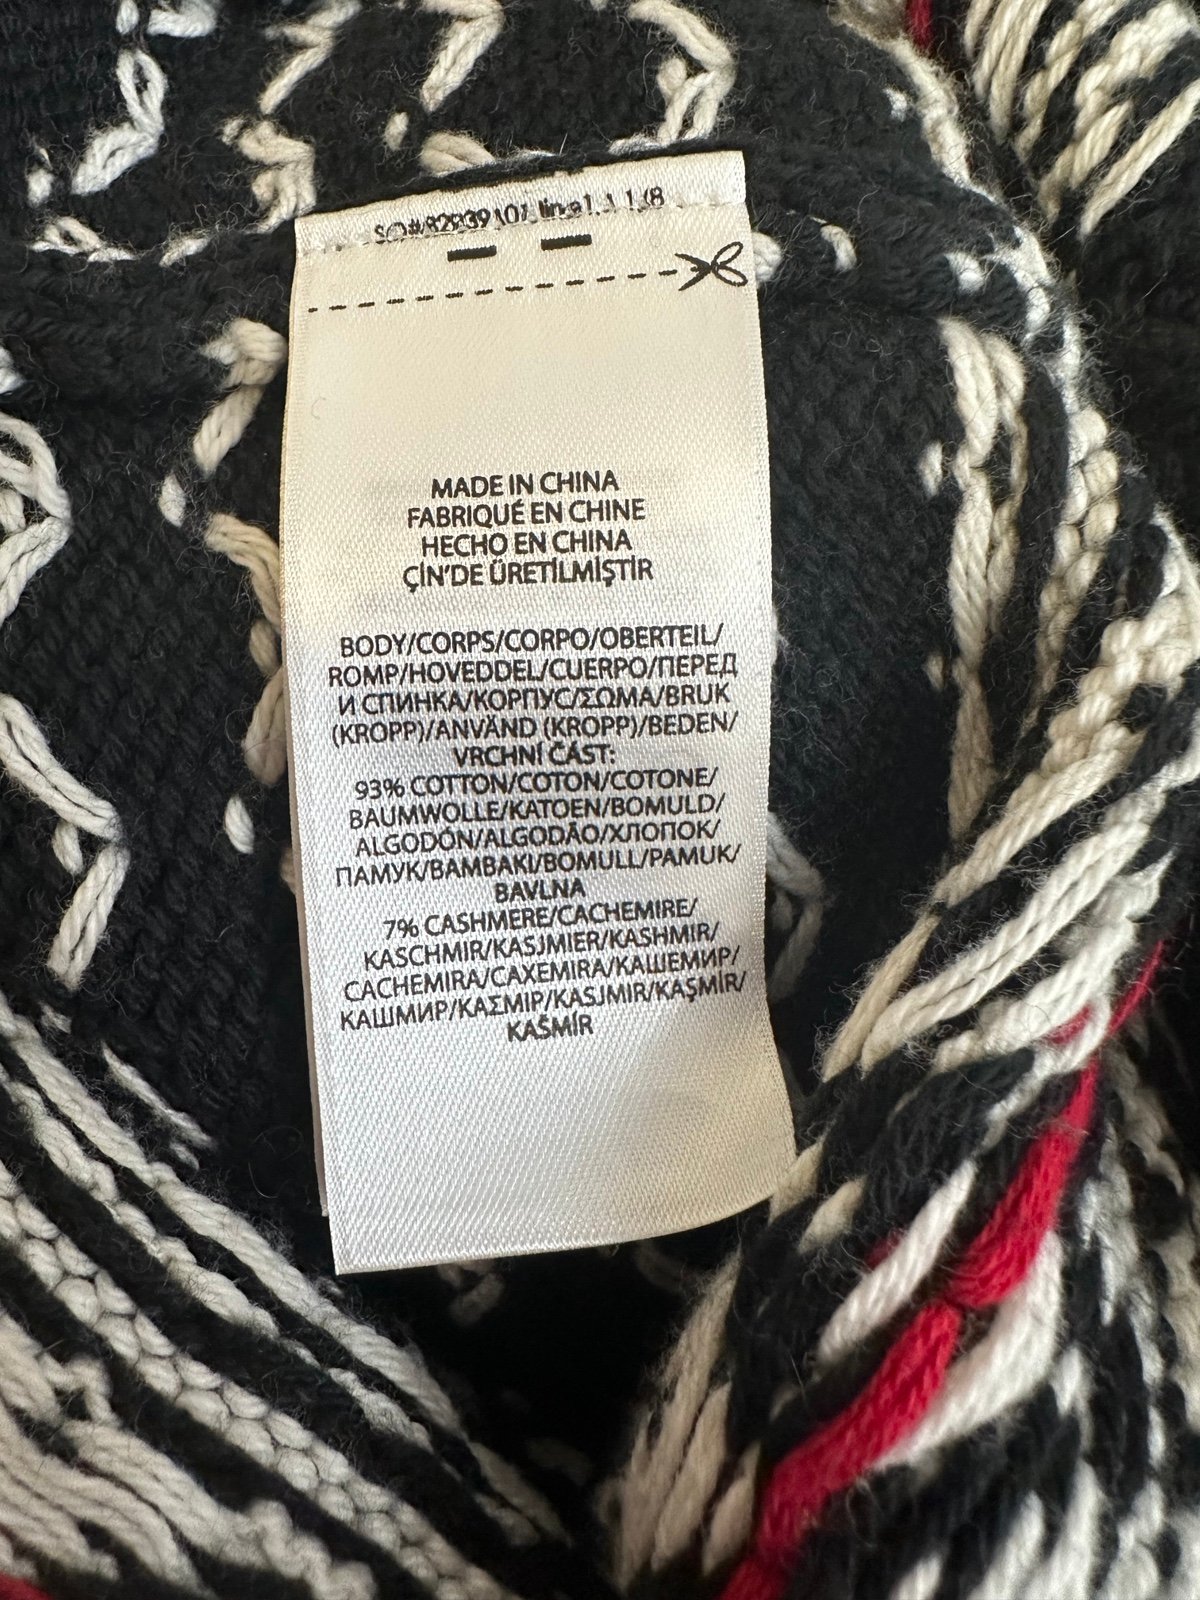 MADE IN CHINA
FABRIQUÉ EN CHINE
HECHO EN CHINA
ÇİN'DE ÜRETİLMİŞTİR
BODY/CORPS/CORPO/OBERTEIL/
ROMP/HOVEDDEL/CUERPO/ПЕРЕД
И СПИНКА/КОРПУС/ΣΩΜΑ/BRUK
(KROPP)/ANVÄND (KROPP)/BEDEN/
VRCHNÍ ČÁST:
93% COTTON/COTON/COTONE/
BAUMWOLLE/KATOEN/BOMULD/
ALGODÓN/ALGODÃO/ХЛОПОК/
ПАМУК/ΒΑΜΒΑΚΙ/BOMULL/PAMUK/
BAVLNA
7% CASHMERE/CACHEMIRE/
KASCHMIR/KASJMIER/KASHMIR/
CACHEMIRA/CAXEMIRA/КАШЕМИР/
КАШМИР/ΚΑΣΜΙΡ/KASJMIR/KAŞMİR/
KAŠMÍR